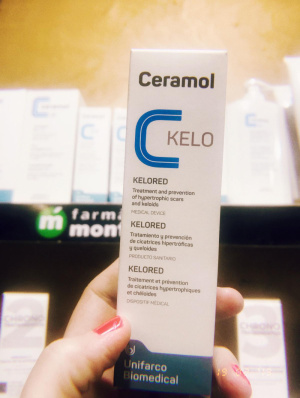 Ceramol
C KELO
KELORED
Treatment and prevention
of hypertrophic scars
and keloids
MEDICAL DEVICE
KELORED
Tratamiento y prevención
de cicatrices hipertróficas
y queloides
PRODUCTO SANITARIO
KELORED
Traitement et prévention
de cicatrices hypertrophiques
et chéloïdes
DISPOSITIF MÉDICAL
Unifarco
Biomedical
m farma
mont